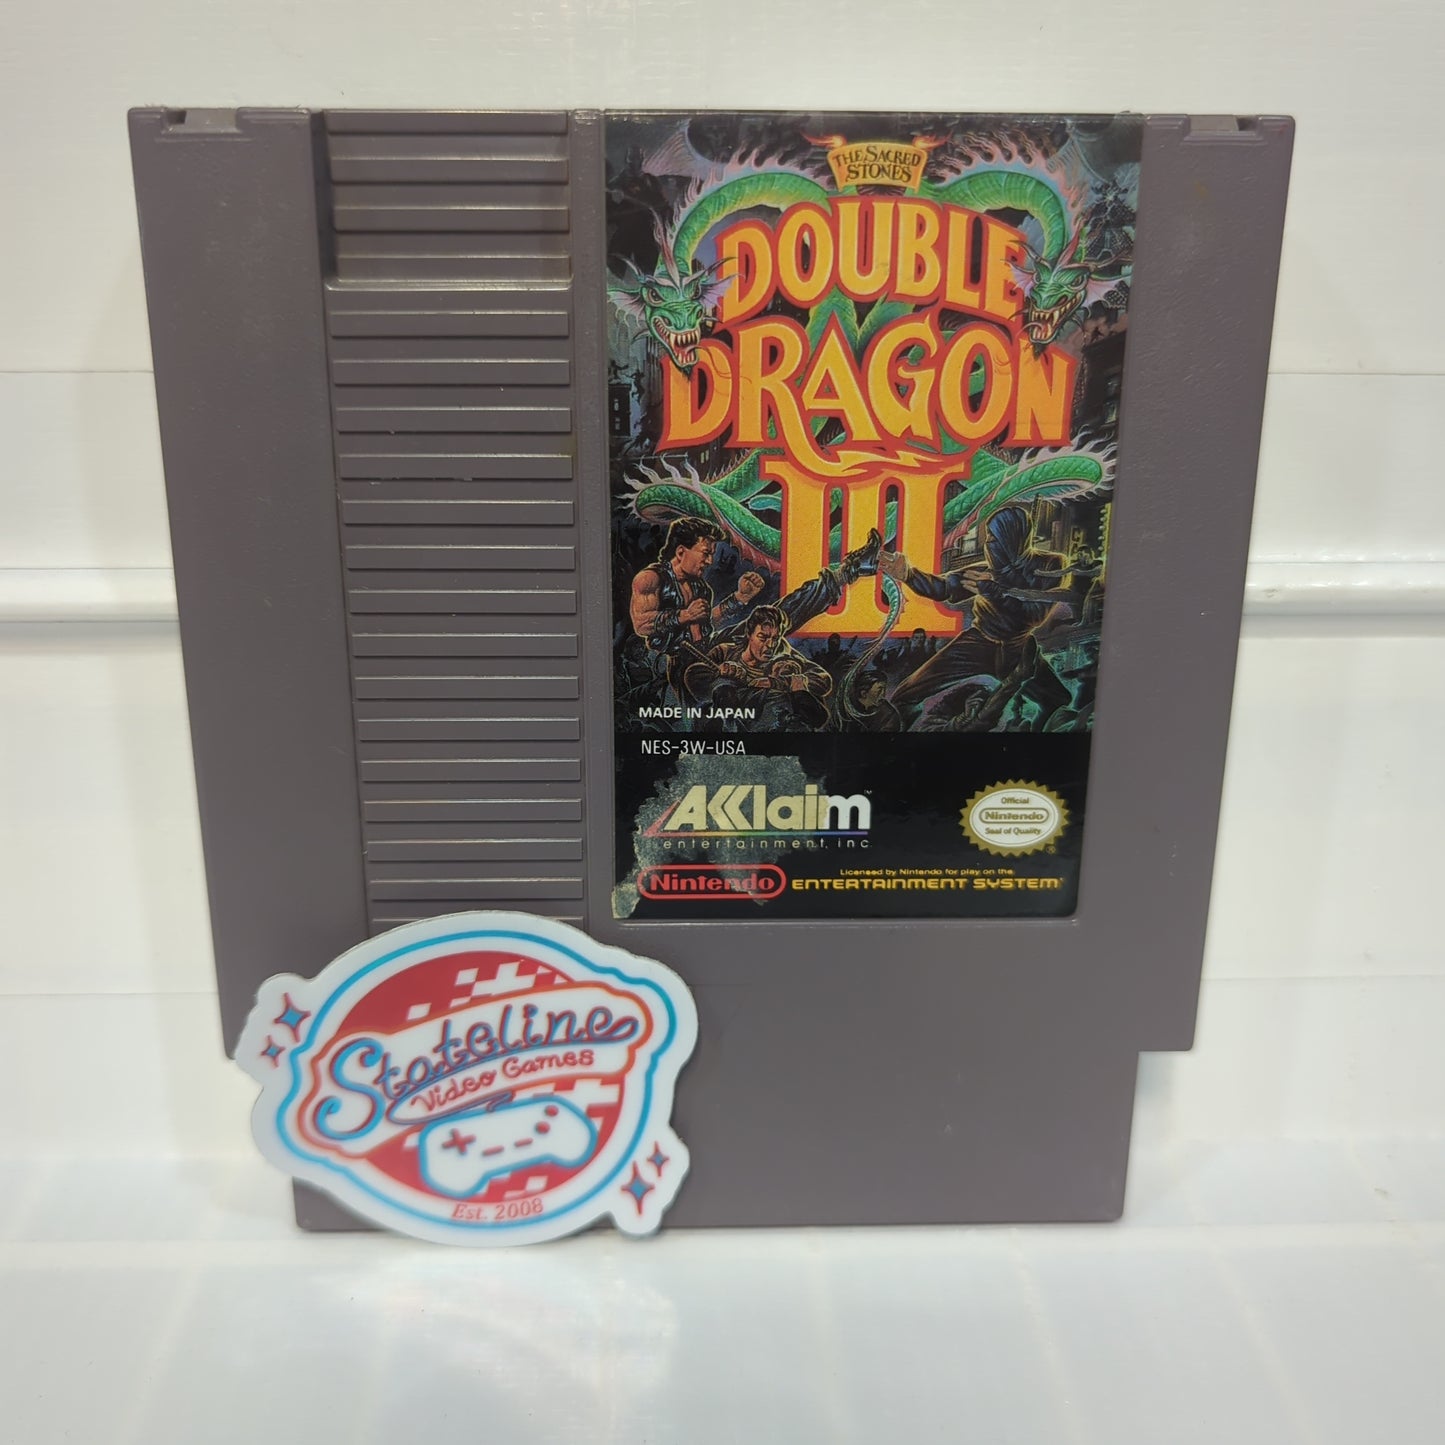 THE SACRED
STONES
DOUBLE
DRAGON
III
MADE IN JAPAN
NES-3W-USA
AKKlaim™
entertainment, inc.
Official
Nintendo
Seal of Quality
®
Nintendo
Licensed by Nintendo for play on the
ENTERTAINMENT SYSTEM
Stateline
Video Games
Est. 2008